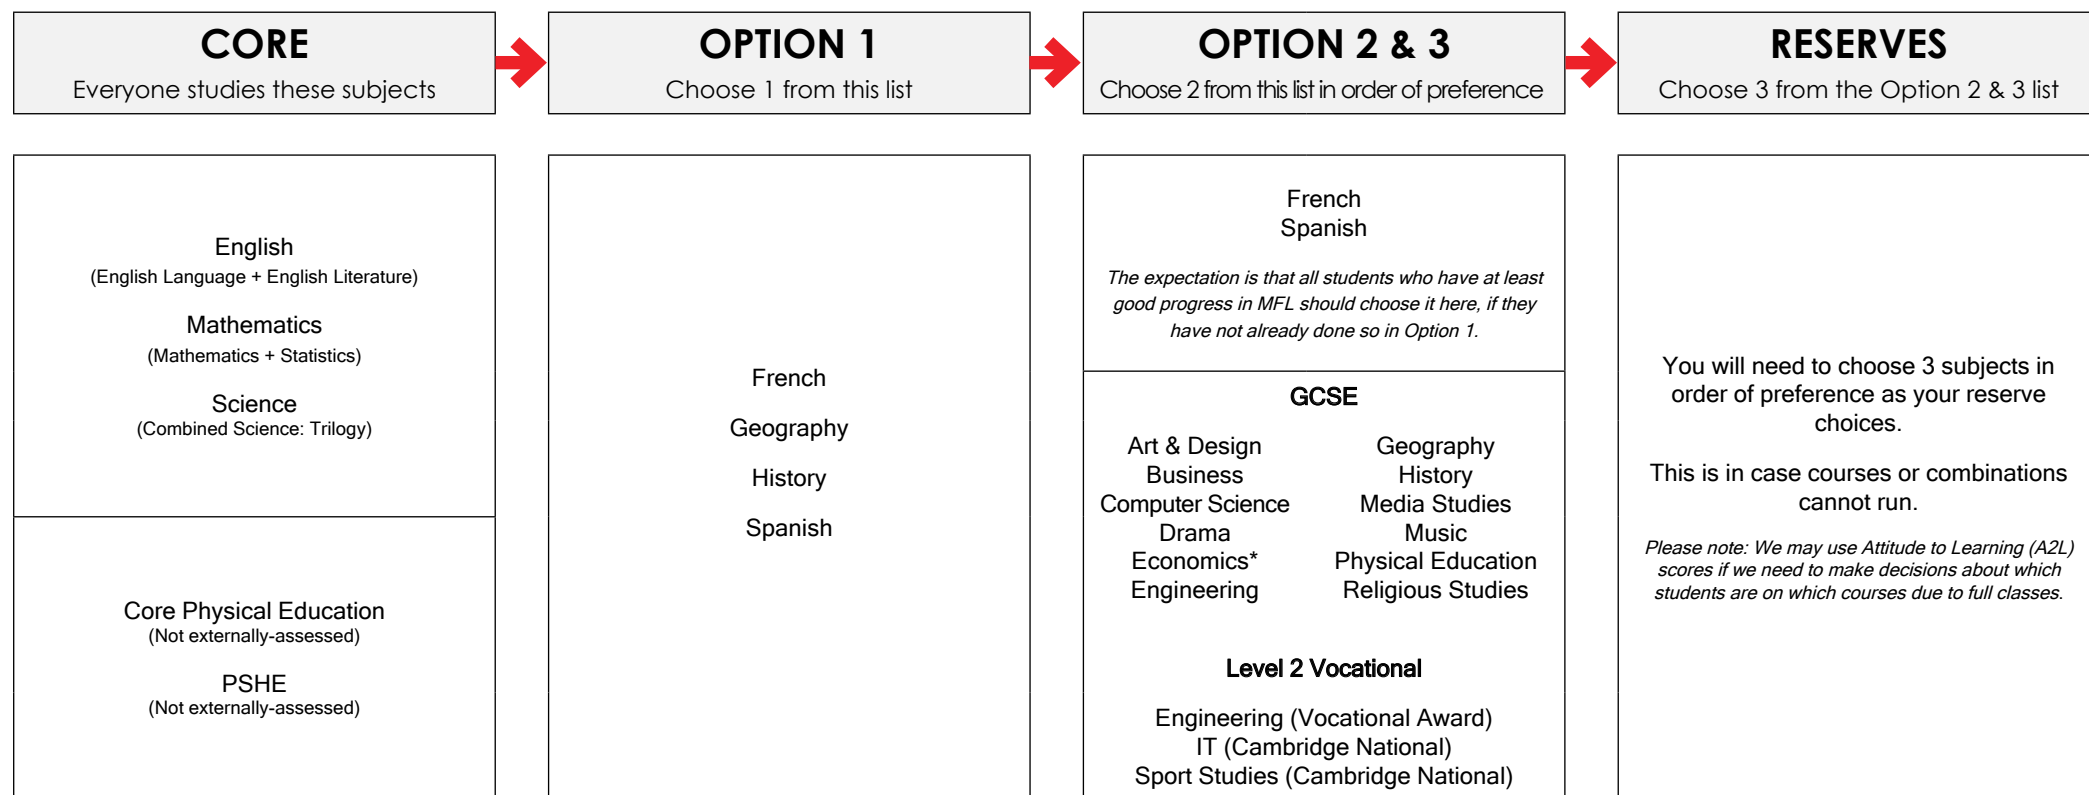 CORE
Everyone studies these subjects
OPTION 1
Choose 1 from this list
OPTION 2 & 3
Choose 2 from this list in order of preference
RESERVES
Choose 3 from the Option 2 & 3 list
English
(English Language + English Literature)
Mathematics
(Mathematics + Statistics)
Science
(Combined Science: Trilogy)
Core Physical Education
(Not externally-assessed)
PSHE
(Not externally-assessed)
French
Geography
History
Spanish
French
Spanish
The expectation is that all students who have at least
good progress in MFL should choose it here, if they
have not already done so in Option 1.
GCSE
Art & Design
Business
Computer Science
Drama
Economics*
Engineering
Geography
History
Media Studies
Music
Physical Education
Religious Studies
Level 2 Vocational
Engineering (Vocational Award)
IT (Cambridge National)
Sport Studies (Cambridge National)
You will need to choose 3 subjects in
order of preference as your reserve
choices.
This is in case courses or combinations
cannot run.
Please note: We may use Attitude to Learning (A2L)
scores if we need to make decisions about which
students are on which courses due to full classes.